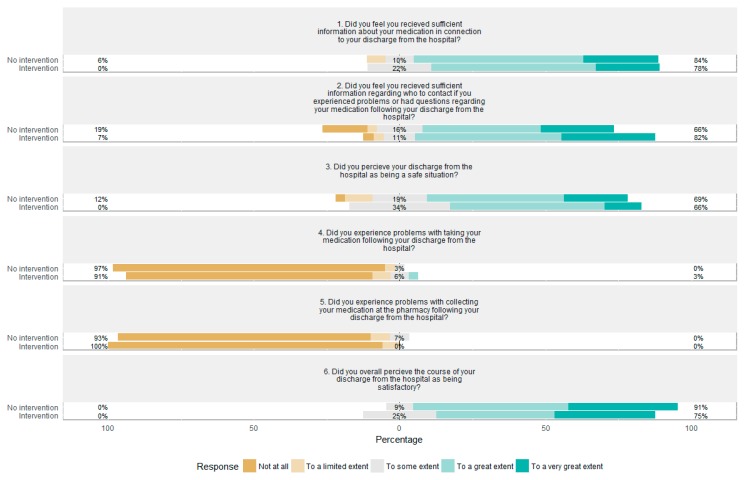 1. Did you feel you recieved sufficient
information about your medication in connection
to your discharge from the hospital?
No intervention 6% 10% 84%
Intervention 0% 22% 78%
2. Did you feel you recieved sufficient
information regarding who to contact if you
experienced problems or had questions regarding
your medication following your discharge from the
hospital?
No intervention 19% 16% 66%
Intervention 7% 11% 82%
3. Did you percieve your discharge from the
hospital as being a safe situation?
No intervention 12% 19% 69%
Intervention 0% 34% 66%
4. Did you experience problems with taking your
medication following your discharge from the
hospital?
No intervention 97% 3% 0%
Intervention 91% 6% 3%
5. Did you experience problems with collecting
your medication at the pharmacy following your
discharge from the hospital?
No intervention 93% 7% 0%
Intervention 100% 0% 0%
6. Did you overall percieve the course of your
discharge from the hospital as being
satisfactory?
No intervention 0% 9% 91%
Intervention 0% 25% 75%
100 50 0 50 100
Percentage
Response Not at all To a limited extent To some extent To a great extent To a very great extent